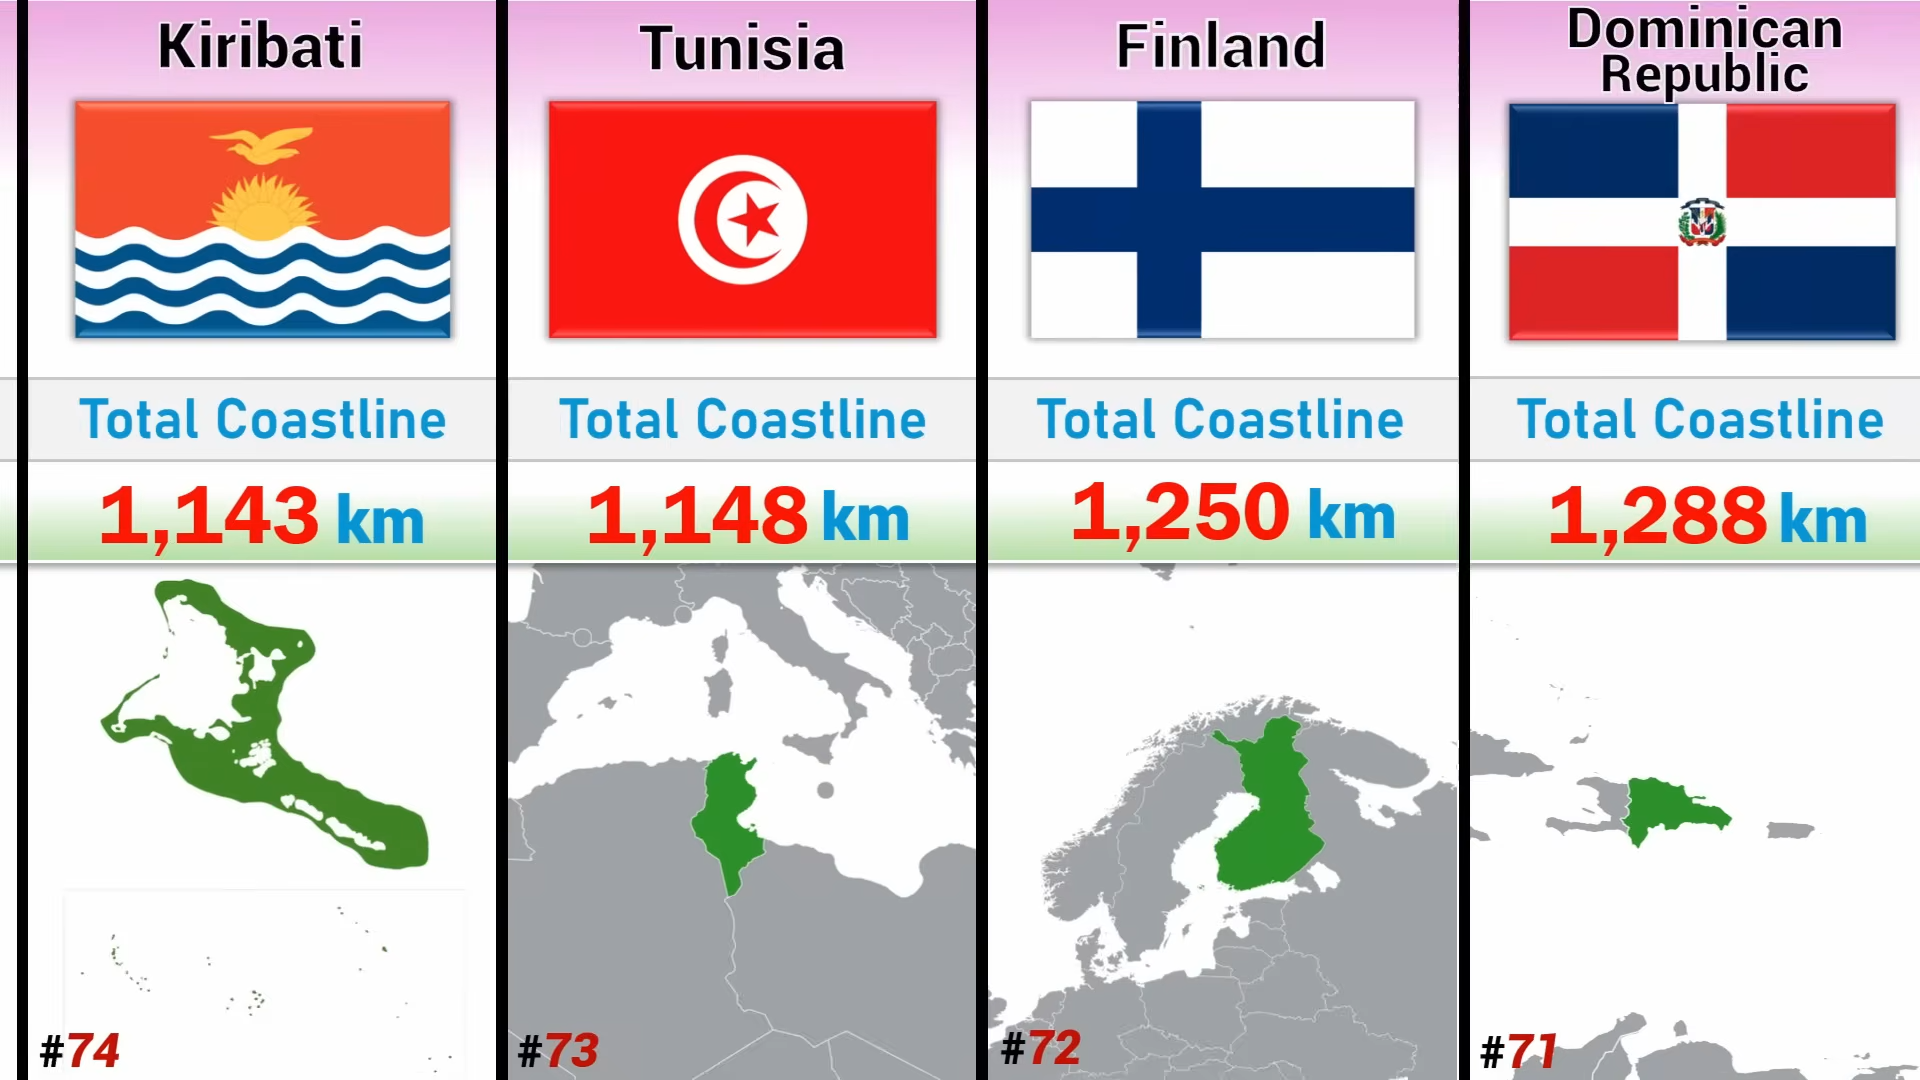 Kiribati
Total Coastline
1,143 km
#74
Tunisia
Total Coastline
1,148 km
#73
Finland
Total Coastline
1,250 km
#72
Dominican
Republic
Total Coastline
1,288 km
#71